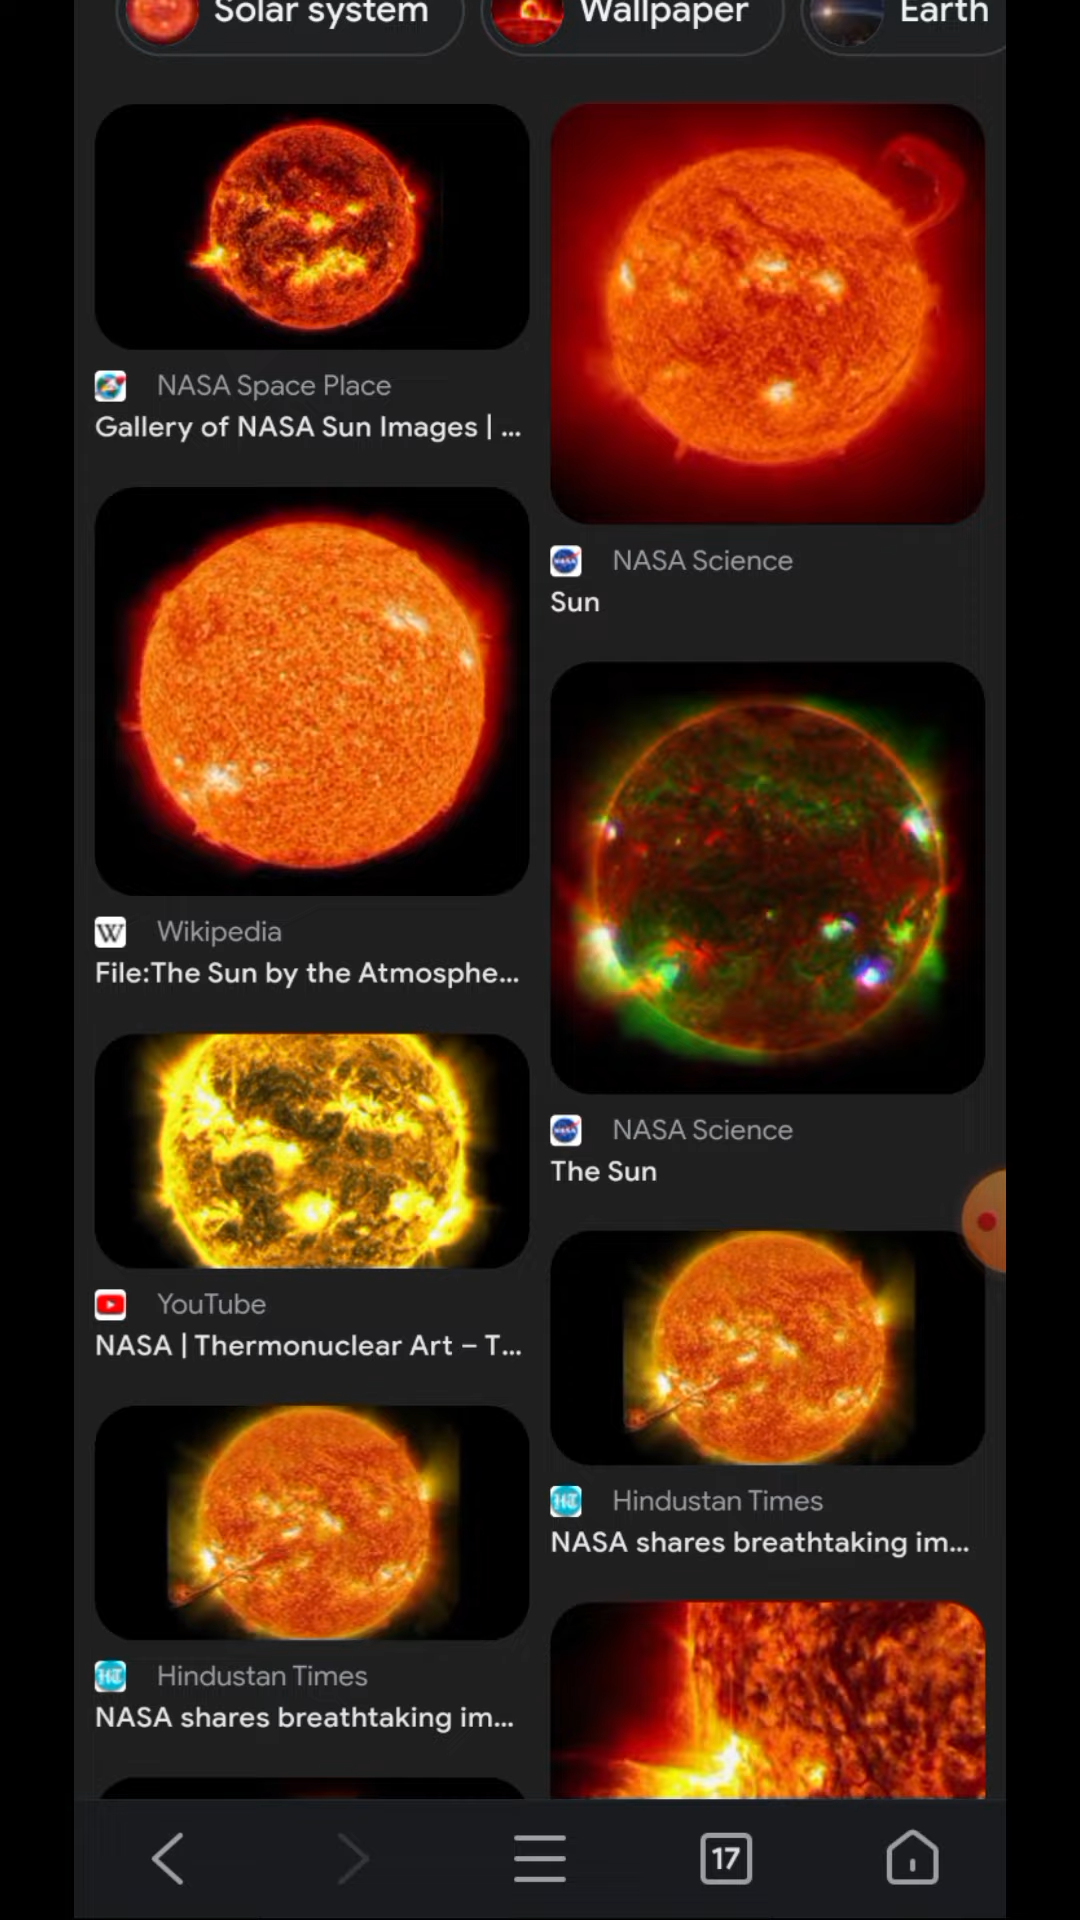 Solar system
Wallpaper
Earth
NASA Space Place
Gallery of NASA Sun Images | ...
NASA Science
Sun
W Wikipedia
File:The Sun by the Atmosphe...
NASA Science
The Sun
YouTube
NASA | Thermonuclear Art – T...
HT Hindustan Times
NASA shares breathtaking im...
HT Hindustan Times
NASA shares breathtaking im...
17